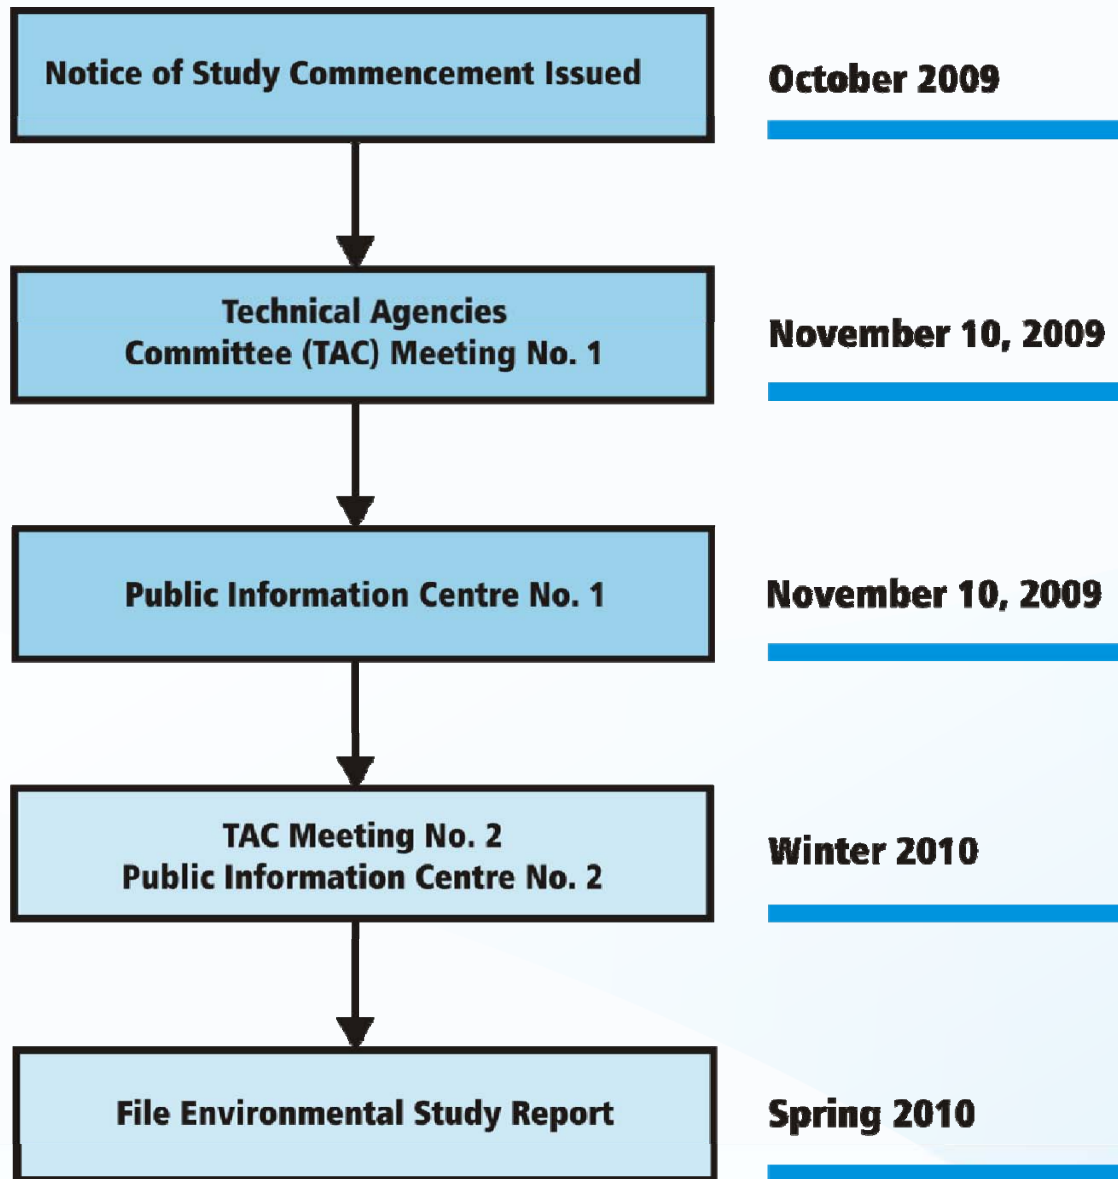 Notice of Study Commencement Issued
October 2009
Technical Agencies
Committee (TAC) Meeting No. 1
November 10, 2009
Public Information Centre No. 1
November 10, 2009
TAC Meeting No. 2
Public Information Centre No. 2
Winter 2010
File Environmental Study Report
Spring 2010